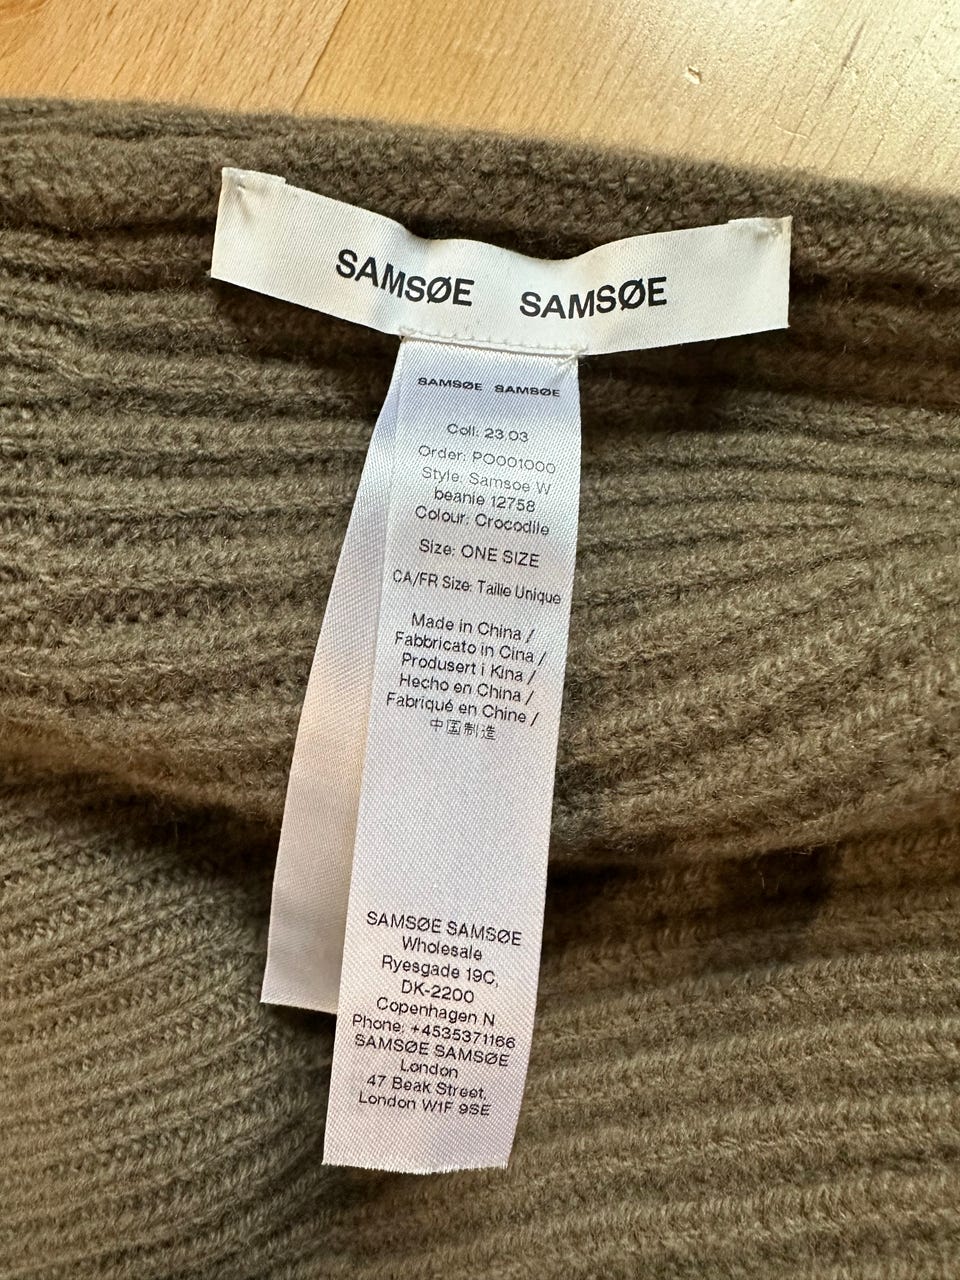 SAMSØE SAMSØE
SAMSØE SAMSØE
Coll: 23.03
Order: PO001000
Style: Samsoe W
beanie 12758
Colour: Crocodile
Size: ONE SIZE
CA/FR Size: Taille Unique
Made in China /
Fabbricato in Cina /
Produsert i Kina /
Hecho en China /
Fabriqué en Chine /
中国制造
SAMSØE SAMSØE
Wholesale
Ryesgade 19C,
DK-2200
Copenhagen N
Phone: +4535371166
SAMSØE SAMSØE
London
47 Beak Street,
London W1F 9SE